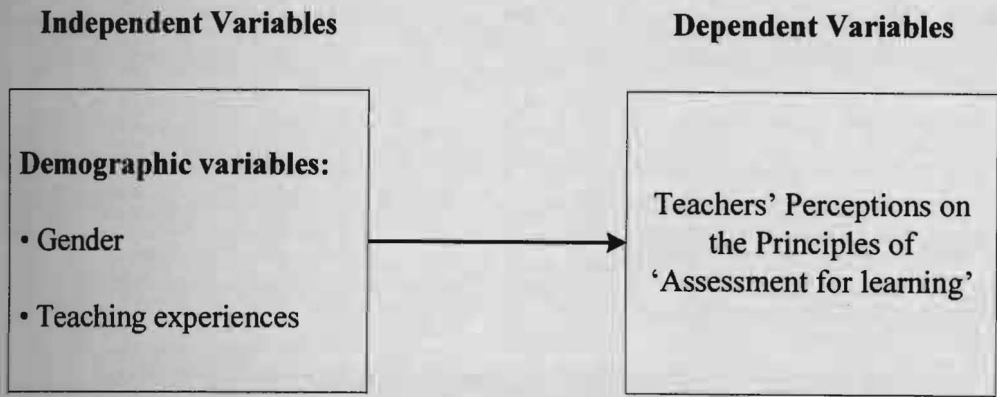 Independent Variables
Dependent Variables
Demographic variables:
• Gender
• Teaching experiences
Teachers’ Perceptions on
the Principles of
‘Assessment for learning’